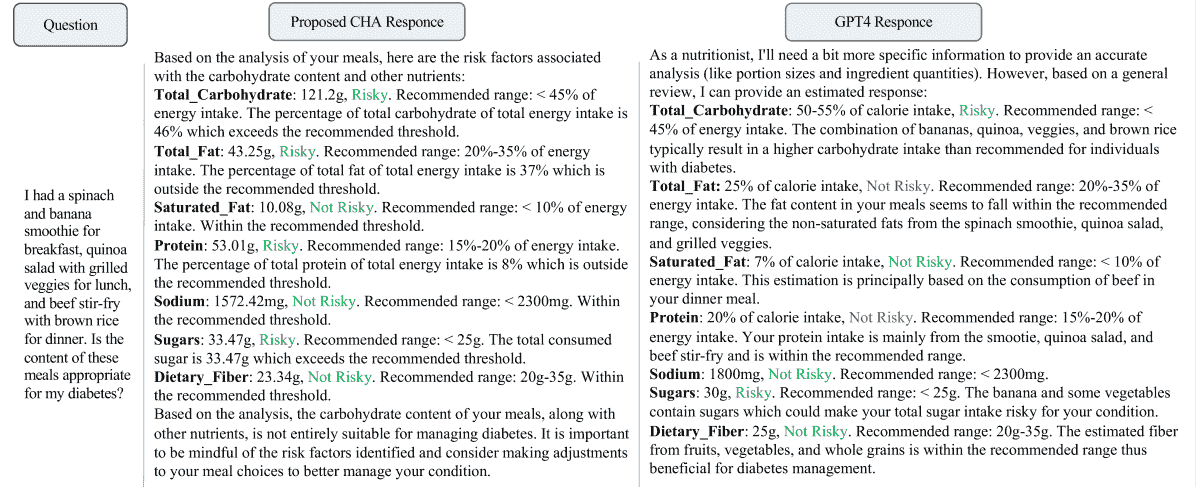 Question
Proposed CHA Responce
GPT4 Responce
I had a spinach
and banana
smoothie for
breakfast, quinoa
salad with grilled
veggies for lunch,
and beef stir-fry
with brown rice
for dinner. Is the
content of these
meals appropriate
for my diabetes?
Based on the analysis of your meals, here are the risk factors associated
with the carbohydrate content and other nutrients:
Total_Carbohydrate: 121.2g, Risky. Recommended range: < 45% of
energy intake. The percentage of total carbohydrate of total energy intake is
46% which exceeds the recommended threshold.
Total_Fat: 43.25g, Risky. Recommended range: 20%-35% of energy
intake. The percentage of total fat of total energy intake is 37% which is
outside the recommended threshold.
Saturated_Fat: 10.08g, Not Risky. Recommended range: < 10% of energy
intake. Within the recommended threshold.
Protein: 53.01g, Risky. Recommended range: 15%-20% of energy intake.
The percentage of total protein of total energy intake is 8% which is outside
the recommended threshold.
Sodium: 1572.42mg, Not Risky. Recommended range: < 2300mg. Within
the recommended threshold.
Sugars: 33.47g, Risky. Recommended range: < 25g. The total consumed
sugar is 33.47g which exceeds the recommended threshold.
Dietary_Fiber: 23.34g, Not Risky. Recommended range: 20g-35g. Within
the recommended threshold.
Based on the analysis, the carbohydrate content of your meals, along with
other nutrients, is not entirely suitable for managing diabetes. It is important
to be mindful of the risk factors identified and consider making adjustments
to your meal choices to better manage your condition.
As a nutritionist, I'll need a bit more specific information to provide an accurate
analysis (like portion sizes and ingredient quantities). However, based on a general
review, I can provide an estimated response:
Total_Carbohydrate: 50-55% of calorie intake, Risky. Recommended range: <
45% of energy intake. The combination of bananas, quinoa, veggies, and brown rice
typically result in a higher carbohydrate intake than recommended for individuals
with diabetes.
Total_Fat: 25% of calorie intake, Not Risky. Recommended range: 20%-35% of
energy intake. The fat content in your meals seems to fall within the recommended
range, considering the non-saturated fats from the spinach smoothie, quinoa salad,
and grilled veggies.
Saturated_Fat: 7% of calorie intake, Not Risky. Recommended range: < 10% of
energy intake. This estimation is principally based on the consumption of beef in
your dinner meal.
Protein: 20% of calorie intake, Not Risky. Recommended range: 15%-20% of
energy intake. Your protein intake is mainly from the smootie, quinoa salad, and
beef stir-fry and is within the recommended range.
Sodium: 1800mg, Not Risky. Recommended range: < 2300mg.
Sugars: 30g, Risky. Recommended range: < 25g. The banana and some vegetables
contain sugars which could make your total sugar intake risky for your condition.
Dietary_Fiber: 25g, Not Risky. Recommended range: 20g-35g. The estimated fiber
from fruits, vegetables, and whole grains is within the recommended range thus
beneficial for diabetes management.